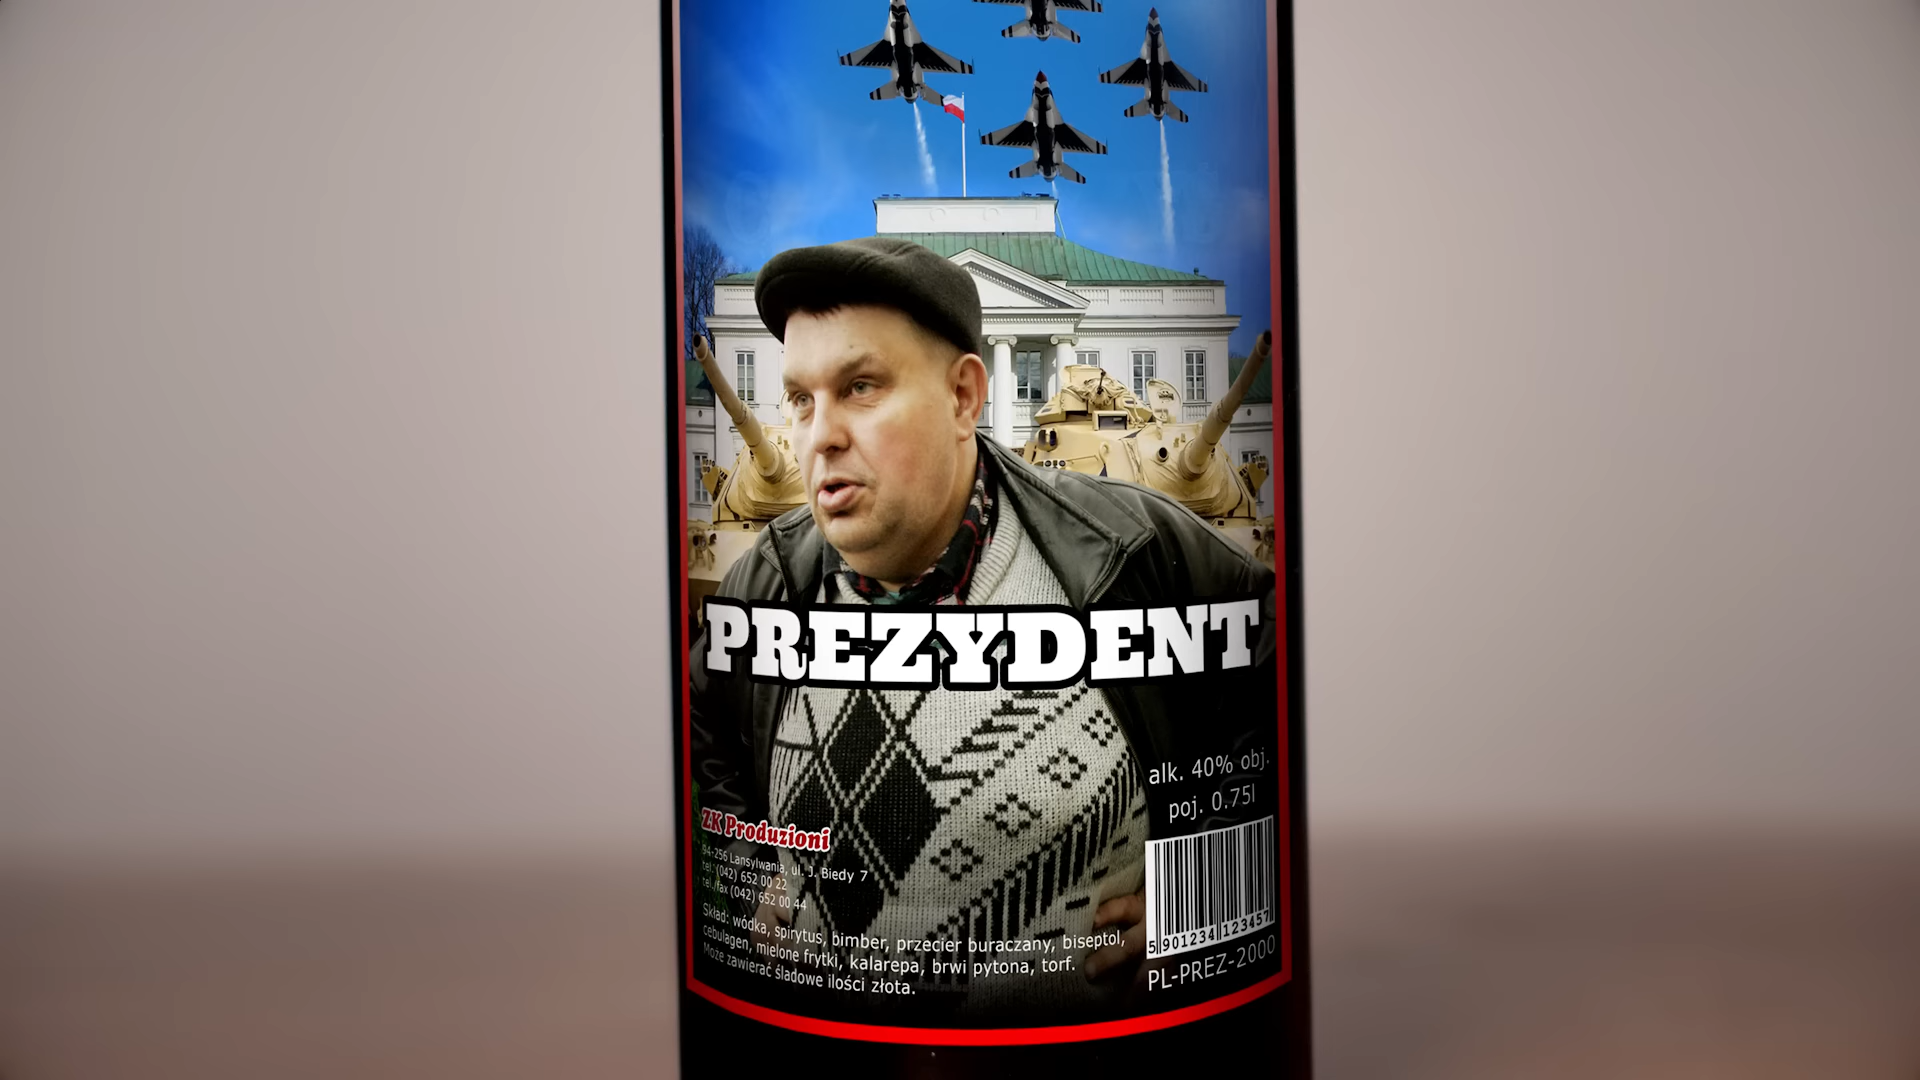 PREZYDENT
alk. 40% obj.
poj. 0.75l
ZK Produzioni
94-256 Lansylwania, ul. J. Biedy 7
tel. (042) 652 00 22
tel./fax (042) 652 00 44
Skład: wódka, spirytus, bimber, przecier buraczany, biseptol,
cebulagen, mielone frytki, kalarepa, brwi pytona, torf.
Może zawierać śladowe ilości złota.
5 901234 123457
PL-PREZ-2000